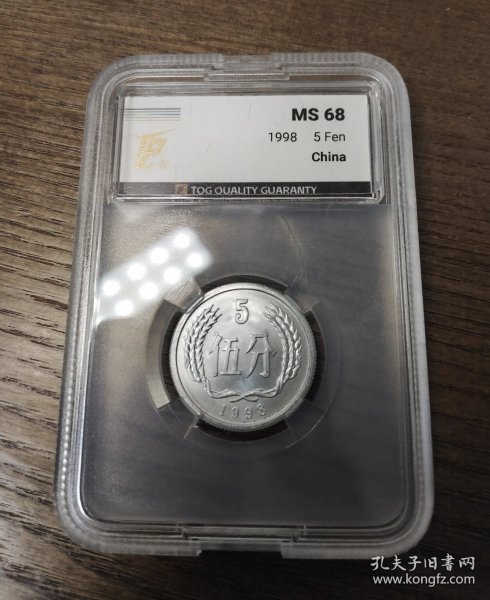 MS 68
1998 5 Fen
China
TQG QUALITY GUARANTY
5
伍分
1998
孔夫子旧书网
www.kongfz.com